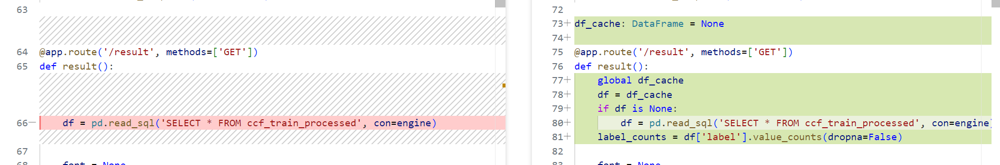 63
64 @app.route('/result', methods=['GET'])
65 def result():
66— df = pd.read_sql('SELECT * FROM ccf_train_processed', con=engine)
67
68 font = None
72
73+ df_cache: DataFrame = None
74+
75 @app.route('/result', methods=['GET'])
76 def result():
77+ global df_cache
78+ df = df_cache
79+ if df is None:
80+ df = pd.read_sql('SELECT * FROM ccf_train_processed', con=engine)
81+ label_counts = df['label'].value_counts(dropna=False)
82
83 font = None